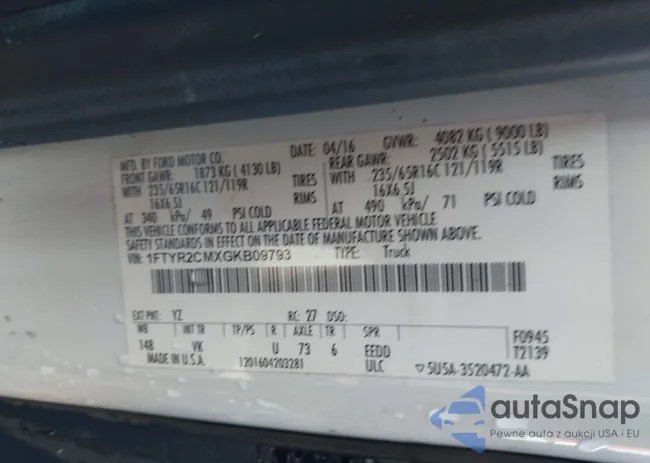 MFD. BY FORD MOTOR CO.
DATE: 04/16 GVWR: 4082 KG ( 9000 LB)
FRONT GAWR: 1873 KG ( 4130 LB) REAR GAWR: 2502 KG ( 5515 LB)
WITH 235/65R16C 121/119R TIRES WITH 235/65R16C 121/119R TIRES
16X6.5J RIMS 16X6.5J RIMS
AT 340 kPa/ 49 PSI COLD AT 490 kPa/ 71 PSI COLD
THIS VEHICLE CONFORMS TO ALL APPLICABLE FEDERAL MOTOR VEHICLE
SAFETY STANDARDS IN EFFECT ON THE DATE OF MANUFACTURE SHOWN ABOVE.
VIN: 1FTYR2CMXGKB09793 TYPE: Truck
EXT PNT: YZ RC: 27 DSO:
WB INT TR TP/PS R AXLE TR SPR F0945
148 VK U 73 6 EEDD T2139
MADE IN U.S.A. 1201604203281 ULC 5U5A-3520472-AA
autaSnap
Pewne auta z aukcji USA i EU